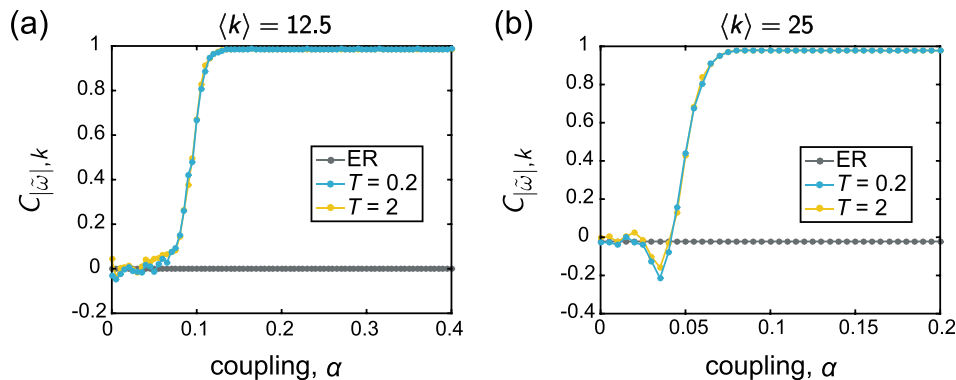 (a)
⟨k⟩ = 12.5
1
0.8
0.6
0.4
0.2
0
-0.2
C|ω̃|, k
ER
T = 0.2
T = 2
0
0.1
0.2
0.3
0.4
coupling, α
(b)
⟨k⟩ = 25
1
0.8
0.6
0.4
0.2
0
-0.2
-0.4
C|ω̃|, k
ER
T = 0.2
T = 2
0
0.05
0.1
0.15
0.2
coupling, α